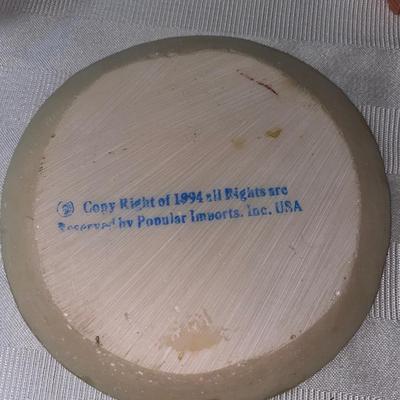 © Copy Right of 1994 all Rights are
Reserved by Popular Imports. Inc. USA